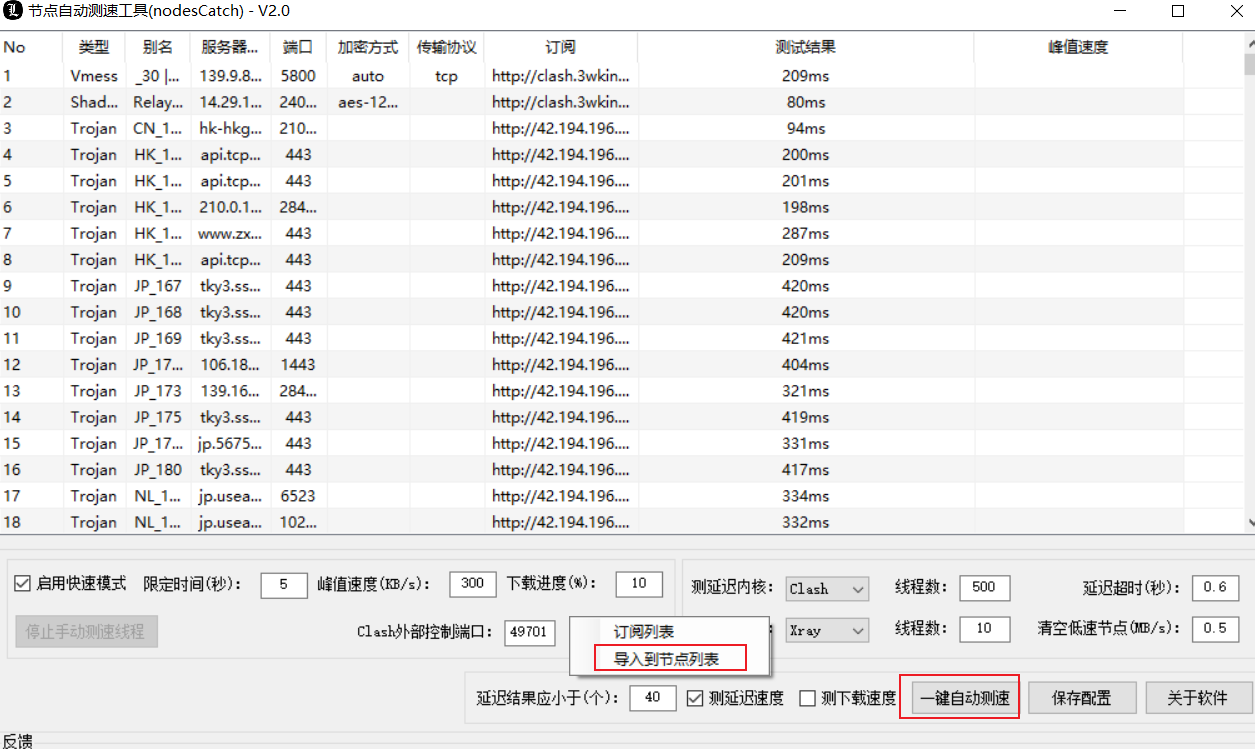 节点自动测速工具(nodesCatch) - V2.0
No 类型 别名 服务器... 端口 加密方式 传输协议 订阅 测试结果 峰值速度
1 Vmess _30 |... 139.9.8... 5800 auto tcp http://clash.3wkin... 209ms
2 Shad... Relay... 14.29.1... 240... aes-12... http://clash.3wkin... 80ms
3 Trojan CN_1... hk-hkg... 210... http://42.194.196.... 94ms
4 Trojan HK_1... api.tcp... 443 http://42.194.196.... 200ms
5 Trojan HK_1... api.tcp... 443 http://42.194.196.... 201ms
6 Trojan HK_1... 210.0.1... 284... http://42.194.196.... 198ms
7 Trojan HK_1... www.zx... 443 http://42.194.196.... 287ms
8 Trojan HK_1... api.tcp... 443 http://42.194.196.... 209ms
9 Trojan JP_167 tky3.ss... 443 http://42.194.196.... 420ms
10 Trojan JP_168 tky3.ss... 443 http://42.194.196.... 420ms
11 Trojan JP_169 tky3.ss... 443 http://42.194.196.... 421ms
12 Trojan JP_17... 106.18... 1443 http://42.194.196.... 404ms
13 Trojan JP_173 139.16... 284... http://42.194.196.... 321ms
14 Trojan JP_175 tky3.ss... 443 http://42.194.196.... 419ms
15 Trojan JP_17... jp.5675... 443 http://42.194.196.... 331ms
16 Trojan JP_180 tky3.ss... 443 http://42.194.196.... 417ms
17 Trojan NL_1... jp.usea... 6523 http://42.194.196.... 334ms
18 Trojan NL_1... jp.usea... 102... http://42.194.196.... 332ms
启用快速模式 限定时间(秒): 5 峰值速度(KB/s): 300 下载进度(%): 10 测延迟内核: Clash 线程数: 500 延迟超时(秒): 0.6
停止手动测速线程 Clash外部控制端口: 49701 订阅列表 Xray 线程数: 10 清空低速节点(MB/s): 0.5
导入到节点列表
延迟结果应小于(个): 40 测延迟速度 测下载速度 一键自动测速 保存配置 关于软件
反馈